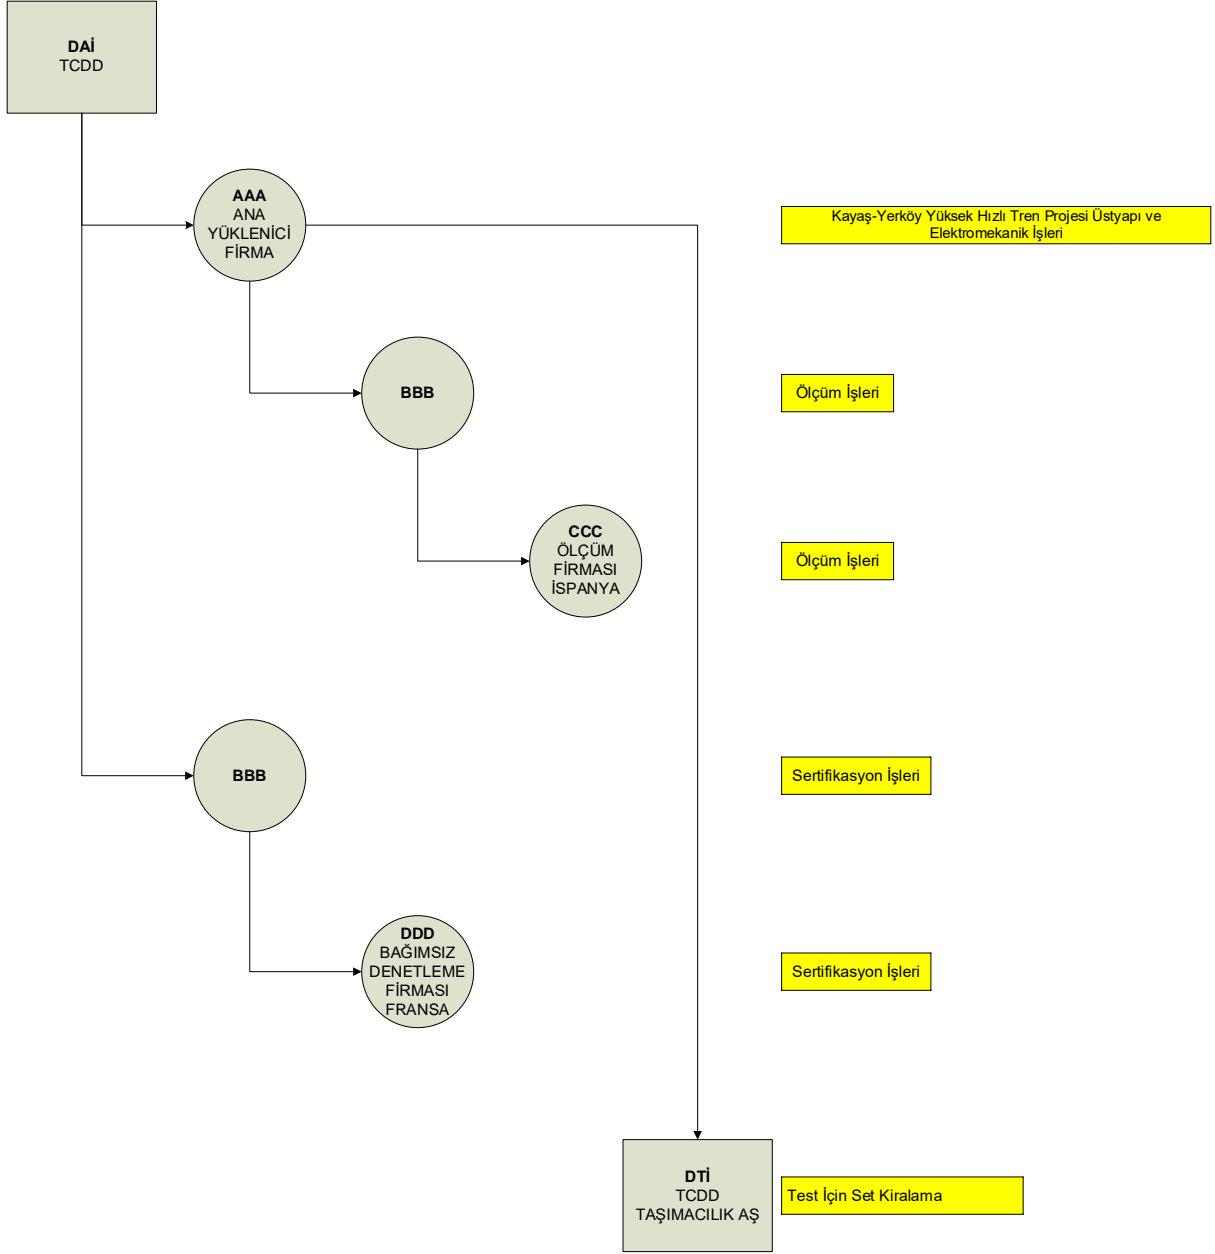 DAİ
TCDD
AAA
ANA
YÜKLENİCİ
FİRMA
Kayaş-Yerköy Yüksek Hızlı Tren Projesi Üstyapı ve
Elektromekanik İşleri
BBB
Ölçüm İşleri
CCC
ÖLÇÜM
FİRMASI
İSPANYA
Ölçüm İşleri
BBB
Sertifikasyon İşleri
DDD
BAĞIMSIZ
DENETLEME
FİRMASI
FRANSA
Sertifikasyon İşleri
DTİ
TCDD
TAŞIMACILIK AŞ
Test İçin Set Kiralama